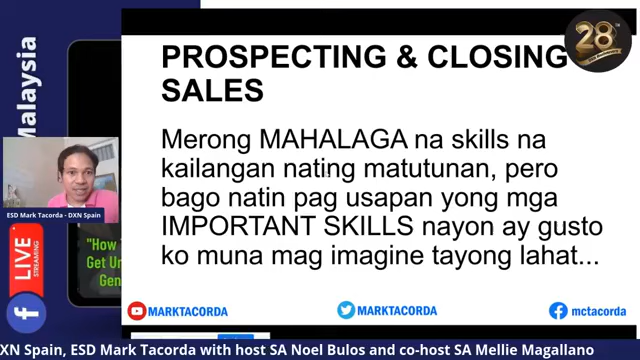 PROSPECTING & CLOSING
SALES
28
Malaysia
Merong MAHALAGA na skills na
kailangan nating matutunan, pero
bago natin pag usapan yong mga
IMPORTANT SKILLS nayon ay gusto
ko muna mag imagine tayong lahat...
ESD Mark Tacorda - DXN Spain
LIVE
STREAMING
"How
Get Un
Gen
MARKTACORDA
MARKTACORDA
mctacorda
XN Spain, ESD Mark Tacorda with host SA Noel Bulos and co-host SA Mellie Magallano